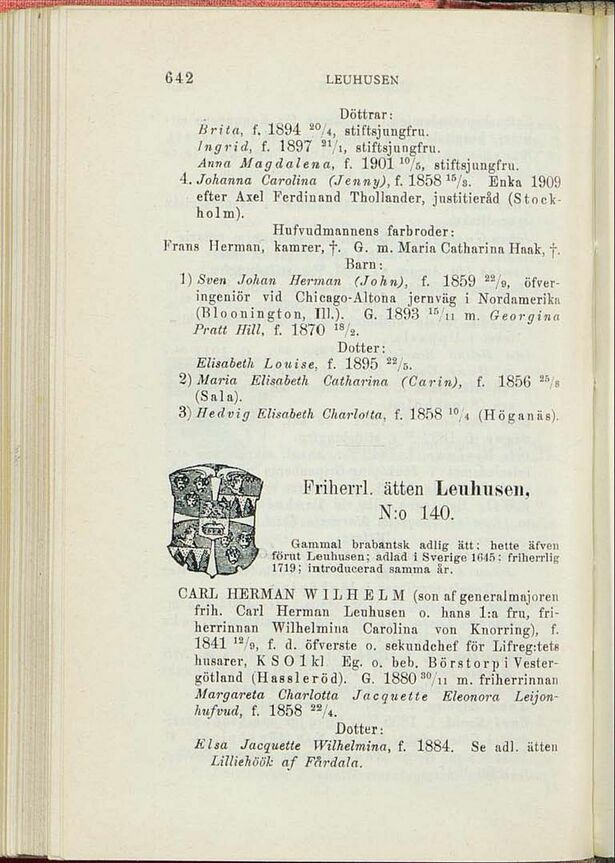 642
LEUHUSEN
Döttrar:
Brita, f. 1894 20/4, stiftsjungfru.
Ingrid, f. 1897 21/1, stiftsjungfru.
Anna Magdalena, f. 1901 10/5, stiftsjungfru.
4. Johanna Carolina (Jenny), f. 1858 15/3. Enka 1909
efter Axel Ferdinand Thollander, justitieråd (Stock-
holm).
Hufvudmannens farbroder:
Frans Herman, kamrer, †. G. m. Maria Catharina Haak, †.
Barn:
1) Sven Johan Herman (John), f. 1859 22/9, öfver-
ingeniör vid Chicago-Altona jernväg i Nordamerika
(Bloonington, Ill.). G. 1893 15/11 m. Georgina
Pratt Hill, f. 1870 18/2.
Dotter:
Elisabeth Louise, f. 1895 22/5.
2) Maria Elisabeth Catharina (Carin), f. 1856 25/8
(Sala).
3) Hedvig Elisabeth Charlotta, f. 1858 10/4 (Höganäs).
Friherrl. ätten Leuhusen,
N:o 140.
Gammal brabantsk adlig ätt; hette äfven
förut Leuhusen; adlad i Sverige 1645; friherrlig
1719; introducerad samma år.
CARL HERMAN WILHELM (son af generalmajoren
frih. Carl Herman Leuhusen o. hans 1:a fru, fri-
herrinnan Wilhelmina Carolina von Knorring), f.
1841 12/9, f. d. öfverste o. sekundchef för Lifreg:tets
husarer, KSO1kl Eg. o. beb. Börstorp i Vester-
götland (Hassleröd). G. 1880 30/11 m. friherrinnan
Margareta Charlotta Jacquette Eleonora Leijon-
hufvud, f. 1858 22/4.
Dotter:
Elsa Jacquette Wilhelmina, f. 1884. Se adl. ätten
Lilliehöök af Fårdala.